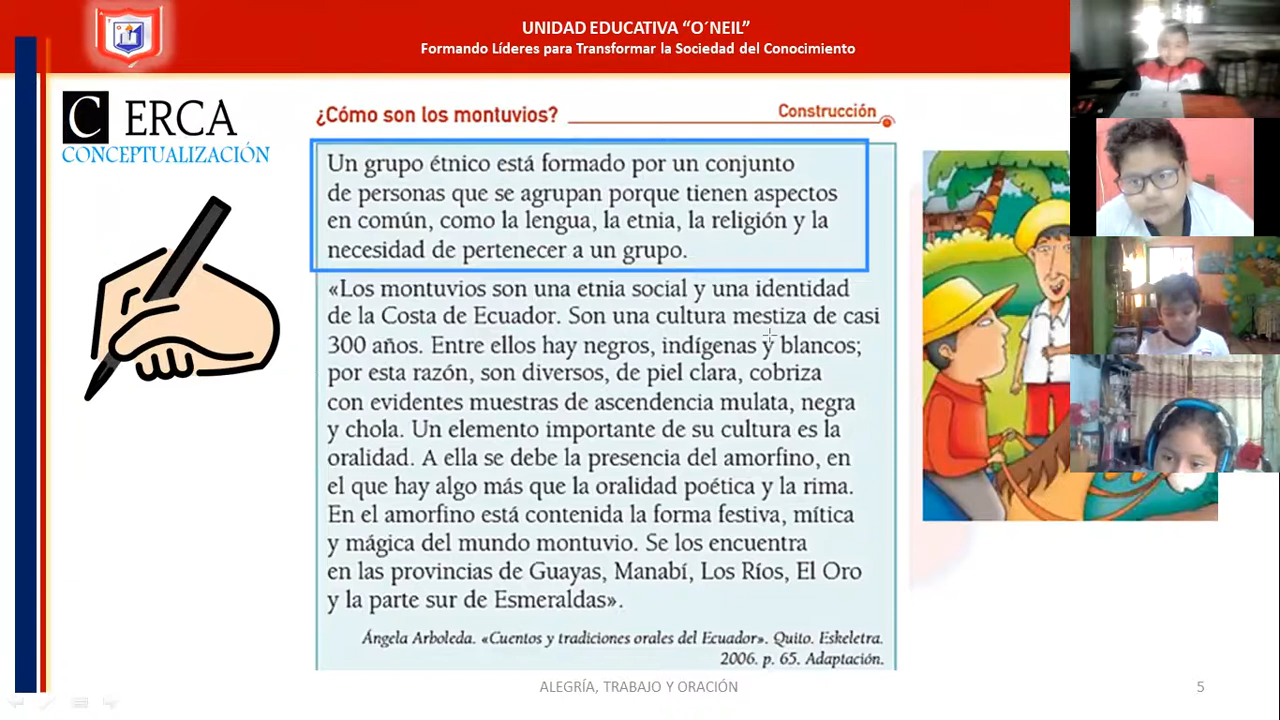 UNIDAD EDUCATIVA “O´NEIL”
Formando Líderes para Transformar la Sociedad del Conocimiento
C ERCA
CONCEPTUALIZACIÓN
¿Cómo son los montuvios?
Construcción
Un grupo étnico está formado por un conjunto
de personas que se agrupan porque tienen aspectos
en común, como la lengua, la etnia, la religión y la
necesidad de pertenecer a un grupo.
«Los montuvios son una etnia social y una identidad
de la Costa de Ecuador. Son una cultura mestiza de casi
300 años. Entre ellos hay negros, indígenas y blancos;
por esta razón, son diversos, de piel clara, cobriza
con evidentes muestras de ascendencia mulata, negra
y chola. Un elemento importante de su cultura es la
oralidad. A ella se debe la presencia del amorfino, en
el que hay algo más que la oralidad poética y la rima.
En el amorfino está contenida la forma festiva, mítica
y mágica del mundo montuvio. Se los encuentra
en las provincias de Guayas, Manabí, Los Ríos, El Oro
y la parte sur de Esmeraldas».
Ángela Arboleda. «Cuentos y tradiciones orales del Ecuador». Quito. Eskeletra.
2006. p. 65. Adaptación.
ALEGRÍA, TRABAJO Y ORACIÓN
5